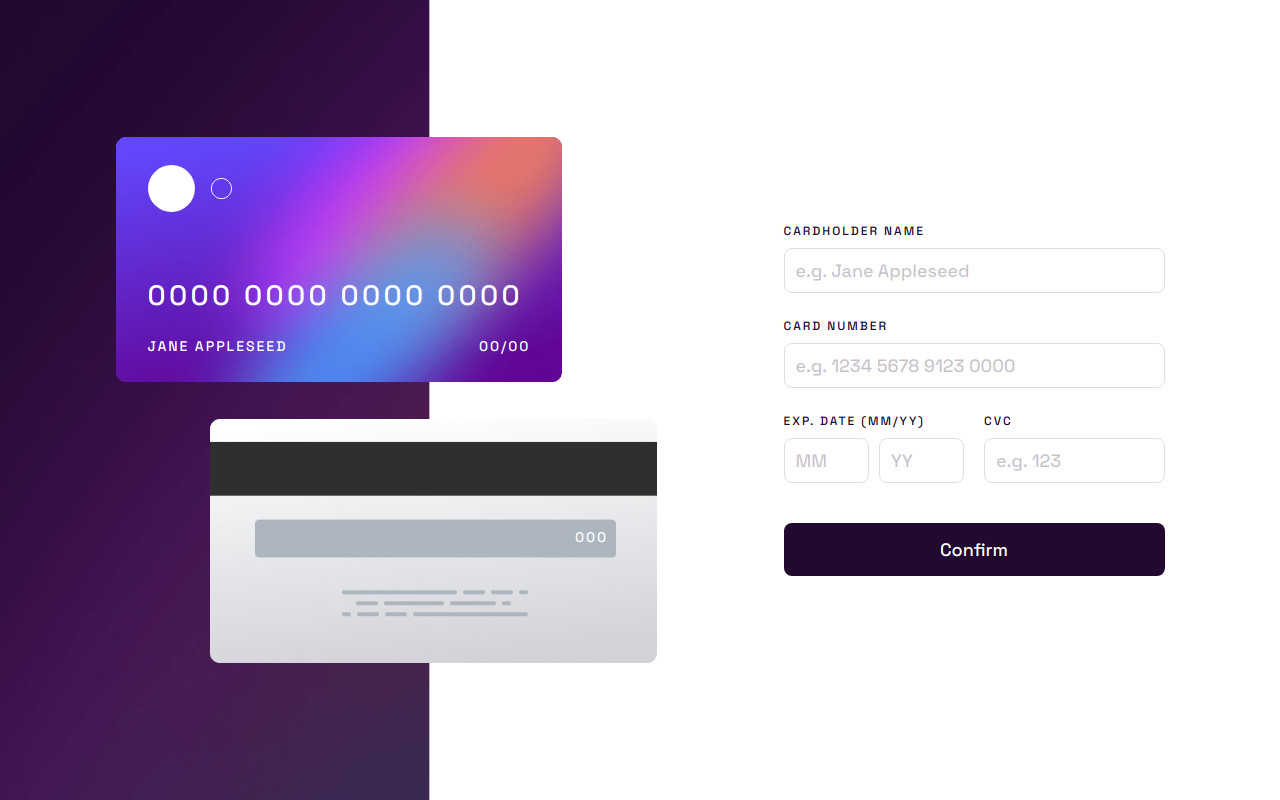 0000 0000 0000 0000
JANE APPLESEED 00/00
000
CARDHOLDER NAME
e.g. Jane Appleseed
CARD NUMBER
e.g. 1234 5678 9123 0000
EXP. DATE (MM/YY) CVC
MM YY e.g. 123
Confirm